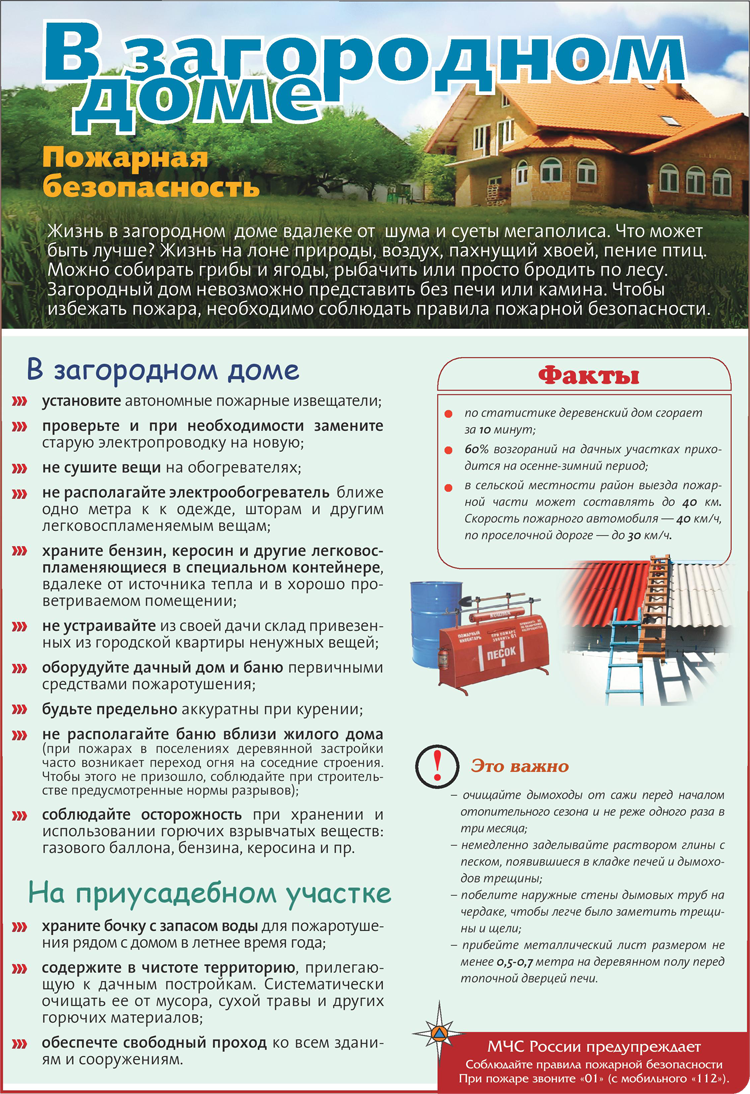 В загородном
доме
Пожарная
безопасность
Жизнь в загородном доме вдалеке от шума и суеты мегаполиса. Что может
быть лучше? Жизнь на лоне природы, воздух, пахнущий хвоей, пение птиц.
Можно собирать грибы и ягоды, рыбачить или просто бродить по лесу.
Загородный дом невозможно представить без печи или камина. Чтобы
избежать пожара, необходимо соблюдать правила пожарной безопасности.
В загородном доме
установите автономные пожарные извещатели;
проверьте и при необходимости замените
старую электропроводку на новую;
не сушите вещи на обогревателях;
не располагайте электрообогреватель ближе
одно метра к к одежде, шторам и другим
легковоспламеняемым вещам;
храните бензин, керосин и другие легковос-
пламеняющиеся в специальном контейнере,
вдалеке от источника тепла и в хорошо про-
ветриваемом помещении;
не устраивайте из своей дачи склад привезен-
ных из городской квартиры ненужных вещей;
оборудуйте дачный дом и баню первичными
средствами пожаротушения;
будьте предельно аккуратны при курении;
не располагайте баню вблизи жилого дома
(при пожарах в поселениях деревянной застройки
часто возникает переход огня на соседние строения.
Чтобы этого не призошло, соблюдайте при строитель-
стве предусмотренные нормы разрывов);
соблюдайте осторожность при хранении и
использовании горючих взрывчатых веществ:
газового баллона, бензина, керосина и пр.
На приусадебном участке
храните бочку с запасом воды для пожаротуше-
ния рядом с домом в летнее время года;
содержите в чистоте территорию, прилегаю-
щую к дачным постройкам. Систематически
очищать ее от мусора, сухой травы и других
горючих материалов;
обеспечте свободный проход ко всем здани-
ям и сооружениям.
Факты
по статистике деревенский дом сгорает
за 10 минут;
60% возгораний на дачных участках прихо-
дится на осенне-зимний период;
в сельской местности район выезда пожар-
ной части может составлять до 40 км.
Скорость пожарного автомобиля — 40 км/ч,
по проселочной дороге — до 30 км/ч.
ПОЖАРНЫЙ
ИНВЕНТАРЬ
ПРИ ПОЖАРЕ
ЗВОНИТЬ 01
ПЕСОК
!
Это важно
– очищайте дымоходы от сажи перед началом
отопительного сезона и не реже одного раза в
три месяца;
– немедленно заделывайте раствором глины с
песком, появившиеся в кладке печей и дымохо-
дов трещины;
– побелите наружные стены дымовых труб на
чердаке, чтобы легче было заметить трещи-
ны и щели;
– прибейте металлический лист размером не
менее 0,5-0,7 метра на деревянном полу перед
топочной дверцей печи.
МЧС России предупреждает
Соблюдайте правила пожарной безопасности
При пожаре звоните «01» (с мобильного «112»).